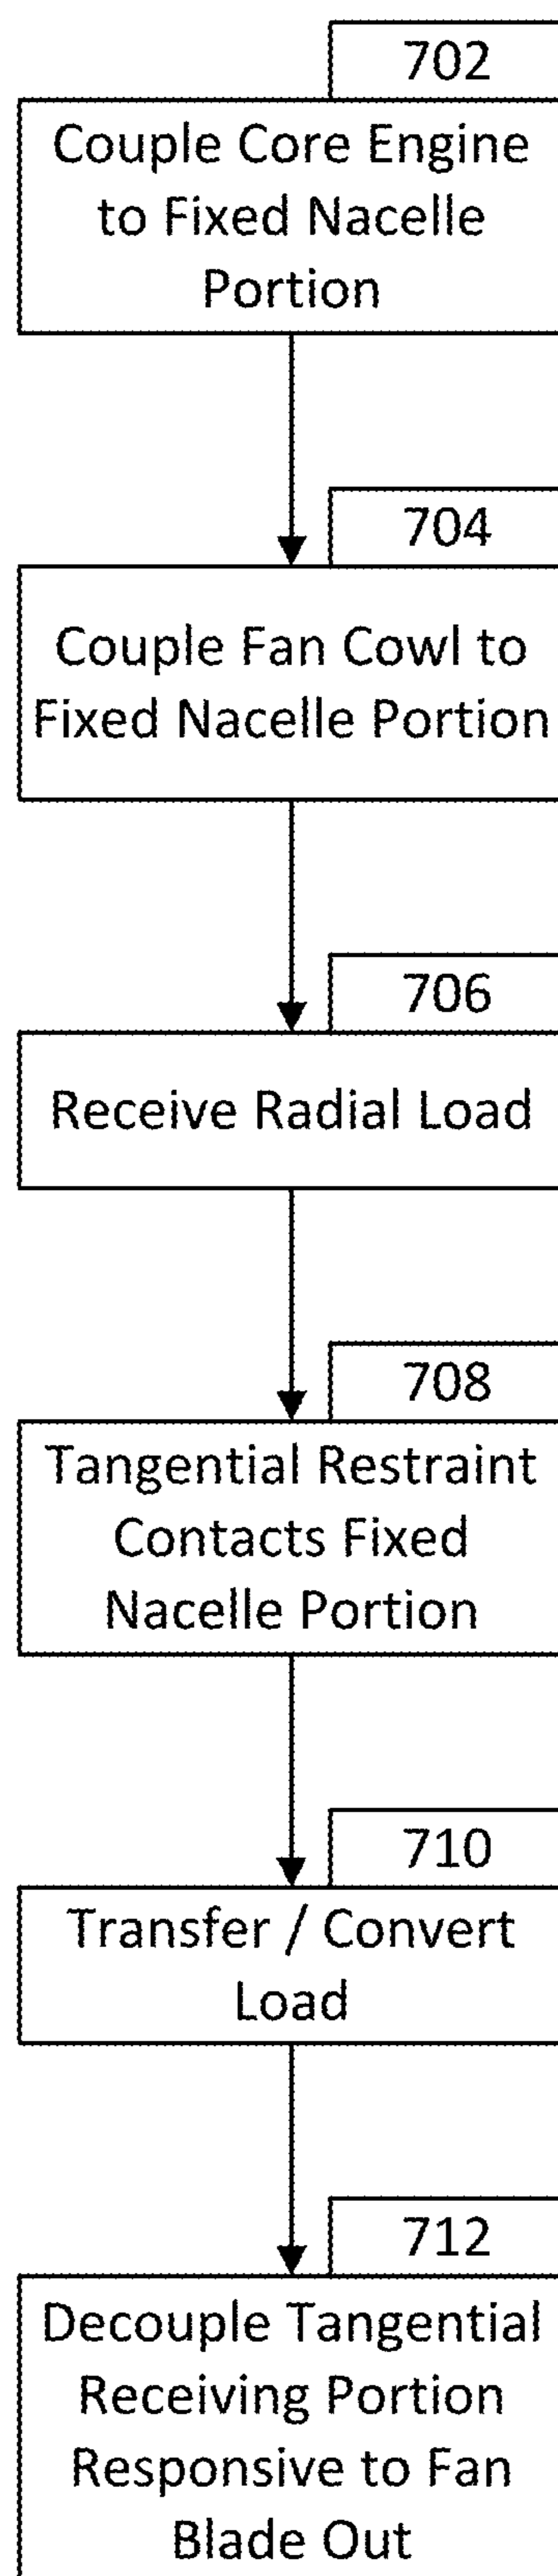 702
Couple Core Engine
to Fixed Nacelle
Portion
704
Couple Fan Cowl to
Fixed Nacelle Portion
706
Receive Radial Load
708
Tangential Restraint
Contacts Fixed
Nacelle Portion
710
Transfer / Convert
Load
712
Decouple Tangential
Receiving Portion
Responsive to Fan
Blade Out